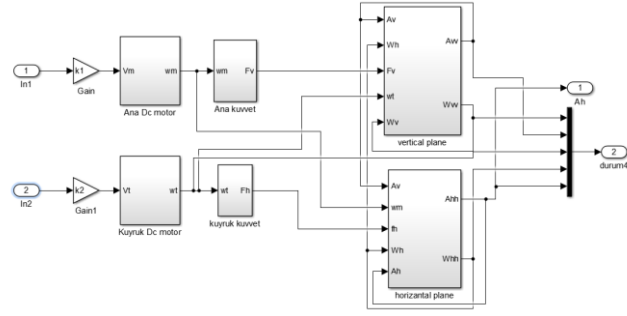 1
In1
k1
Gain
Vm
wm
Ana Dc motor
wm
Fv
Ana kuvvet
Av
Wh
Fv
wt
Wv
Avv
Wvv
vertical plane
1
Ah
2
durum4
2
In2
k2
Gain1
Vt
wt
Kuyruk Dc motor
wt
Fh
kuyruk kuvvet
Av
wm
fh
Wh
Ah
Ahh
Whh
horizantal plane